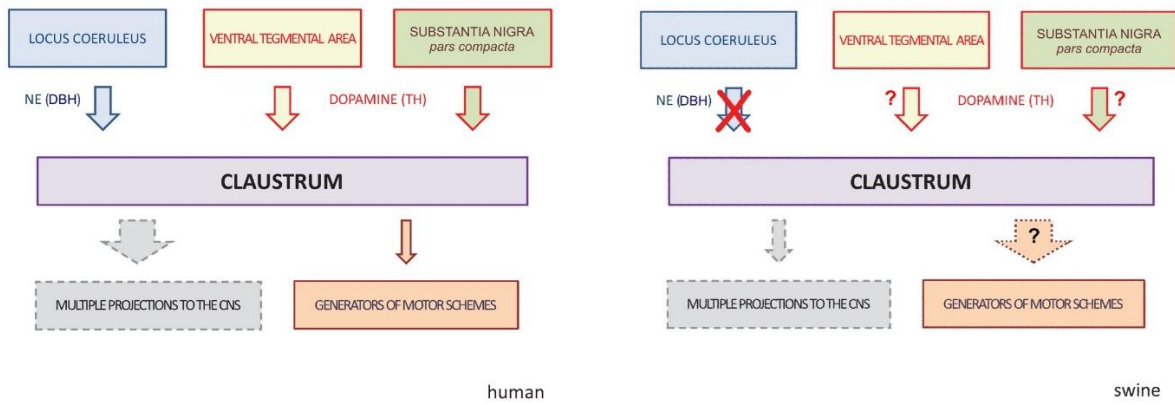 LOCUS COERULEUS
VENTRAL TEGMENTAL AREA
SUBSTANTIA NIGRA
pars compacta
NE (DBH)
DOPAMINE (TH)
CLAUSTRUM
MULTIPLE PROJECTIONS TO THE CNS
GENERATORS OF MOTOR SCHEMES
human
LOCUS COERULEUS
VENTRAL TEGMENTAL AREA
SUBSTANTIA NIGRA
pars compacta
NE (DBH)
?
DOPAMINE (TH)
?
CLAUSTRUM
?
MULTIPLE PROJECTIONS TO THE CNS
GENERATORS OF MOTOR SCHEMES
swine